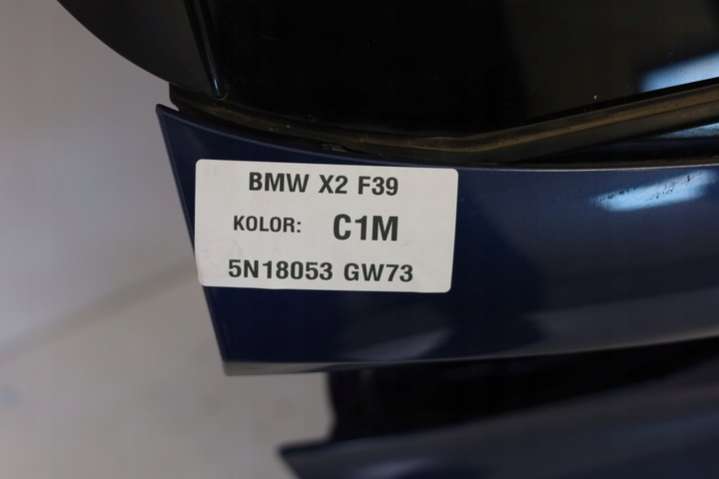 BMW X2 F39
KOLOR: C1M
5N18053 GW73